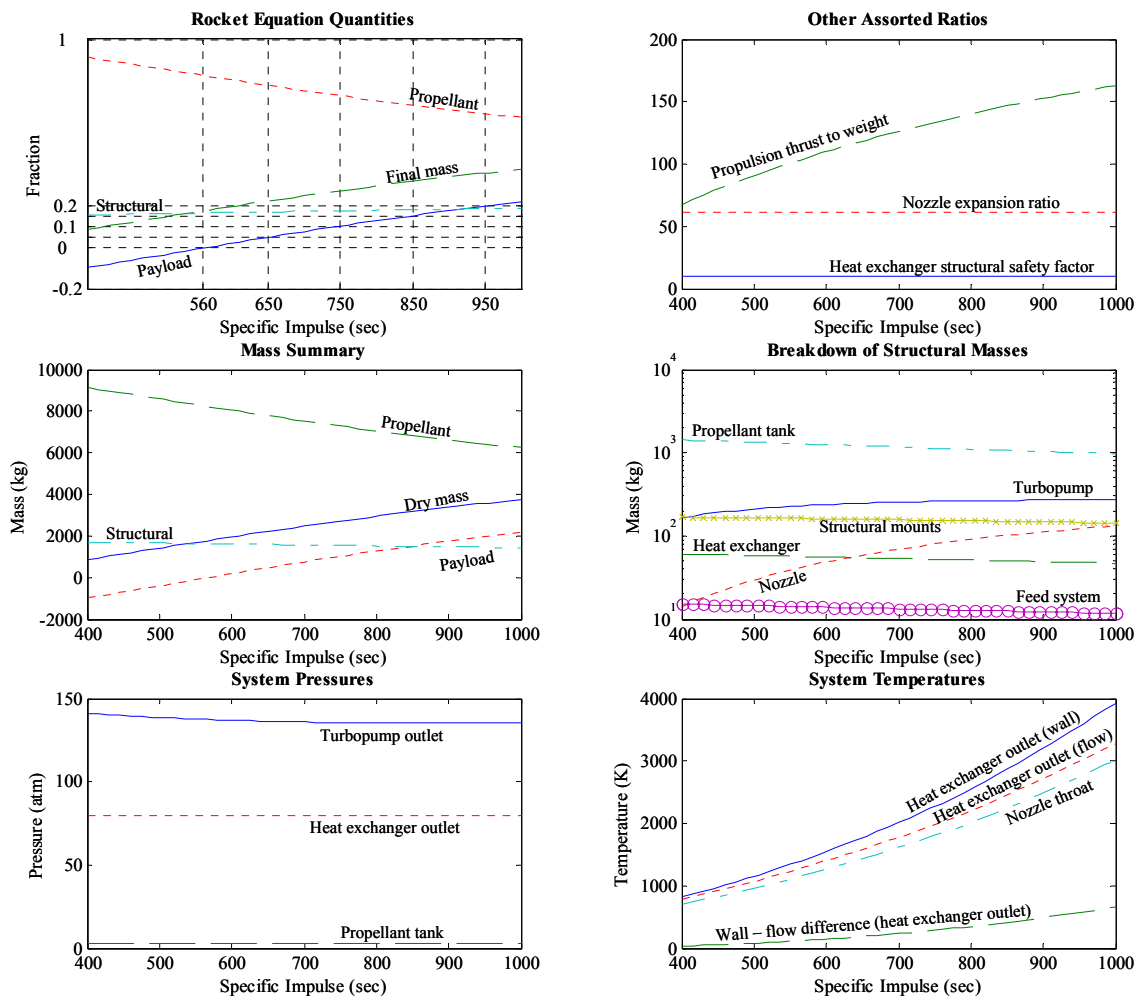 Rocket Equation Quantities
1
0.2
0.1
0
-0.2
Fraction
Propellant
Final mass
Structural
Payload
560 650 750 850 950
Specific Impulse (sec)
Other Assorted Ratios
200
150
100
50
0
Propulsion thrust to weight
Nozzle expansion ratio
Heat exchanger structural safety factor
400 500 600 700 800 900 1000
Specific Impulse (sec)
Mass Summary
10000
8000
6000
4000
2000
0
-2000
Mass (kg)
Propellant
Dry mass
Structural
Payload
400 500 600 700 800 900 1000
Specific Impulse (sec)
Breakdown of Structural Masses
10^4
10^3
10^2
10^1
Mass (kg)
Propellant tank
Turbopump
Structural mounts
Heat exchanger
Nozzle
Feed system
400 500 600 700 800 900 1000
Specific Impulse (sec)
System Pressures
150
100
50
0
Pressure (atm)
Turbopump outlet
Heat exchanger outlet
Propellant tank
400 500 600 700 800 900 1000
Specific Impulse (sec)
System Temperatures
4000
3000
2000
1000
0
Temperature (K)
Heat exchanger outlet (wall)
Heat exchanger outlet (flow)
Nozzle throat
Wall – flow difference (heat exchanger outlet)
400 500 600 700 800 900 1000
Specific Impulse (sec)